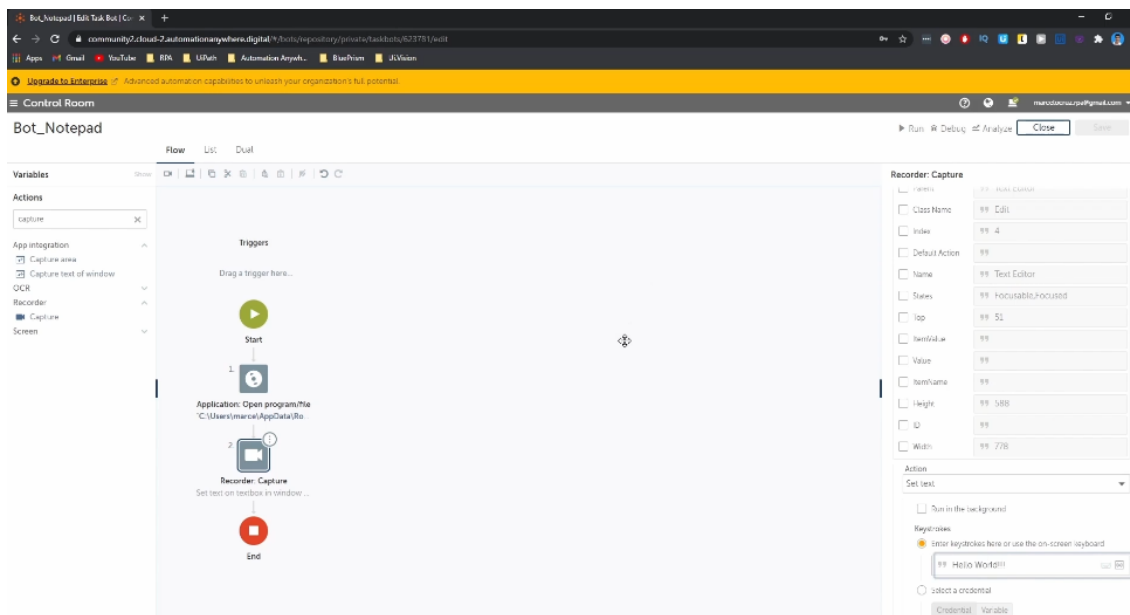 Bot_Notepad | Edit Task Bot | Co
community2.cloud-2.automationanywhere.digital/#/bots/repository/private/taskbots/623781/edit
Apps Gmail YouTube RPA UiPath Automation Anywh... BluePrism JLVision
Upgrade to Enterprise Advanced automation capabilities to unleash your organization's full potential.
Control Room
Bot_Notepad
Run Debug Analyze Close Save
Flow List Dual
Variables Show
Recorder: Capture
Actions
capture
App integration
Capture area
Capture text of window
OCR
Recorder
Capture
Screen
Triggers
Drag a trigger here...
Start
1.
Application: Open program/file
"C:\Users\marce\AppData\Ro...
2
Recorder: Capture
Set text on textbox in window ...
End
Parent Text Editor
Class Name Edit
Index 4
Default Action
Name Text Editor
States Focusable,Focused
Top 51
ItemValue
Value
ItemName
Height 588
ID
Width 778
Action
Set text
Run in the background
Keystrokes
Enter keystrokes here or use the on-screen keyboard
Hello World!!!
Select a credential
Credential Variable